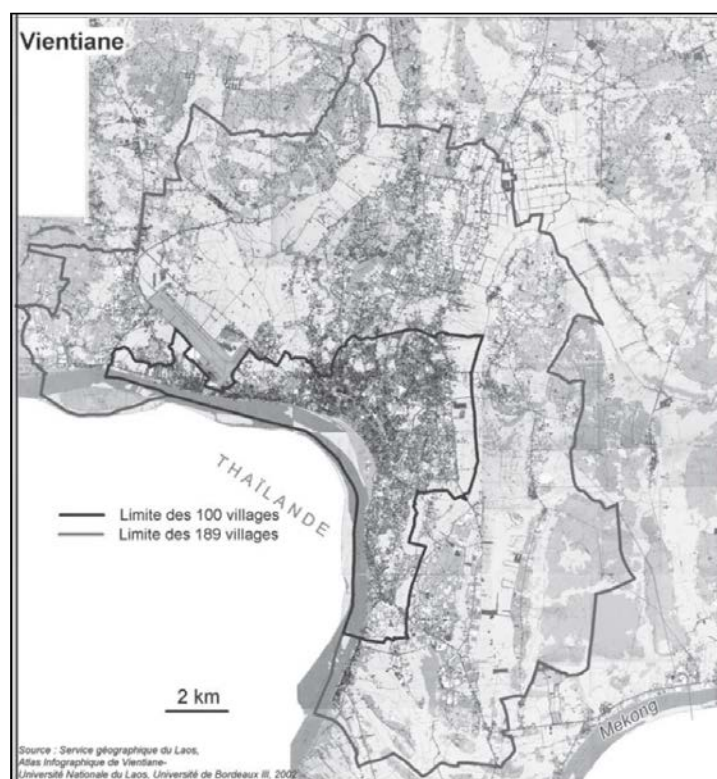 Vientiane
THAÏLANDE
Limite des 100 villages
Limite des 189 villages
2 km
Mekong
Source : Service géographique du Laos,
Atlas Infographique de Vientiane-
Université Nationale du Laos, Université de Bordeaux III, 2002